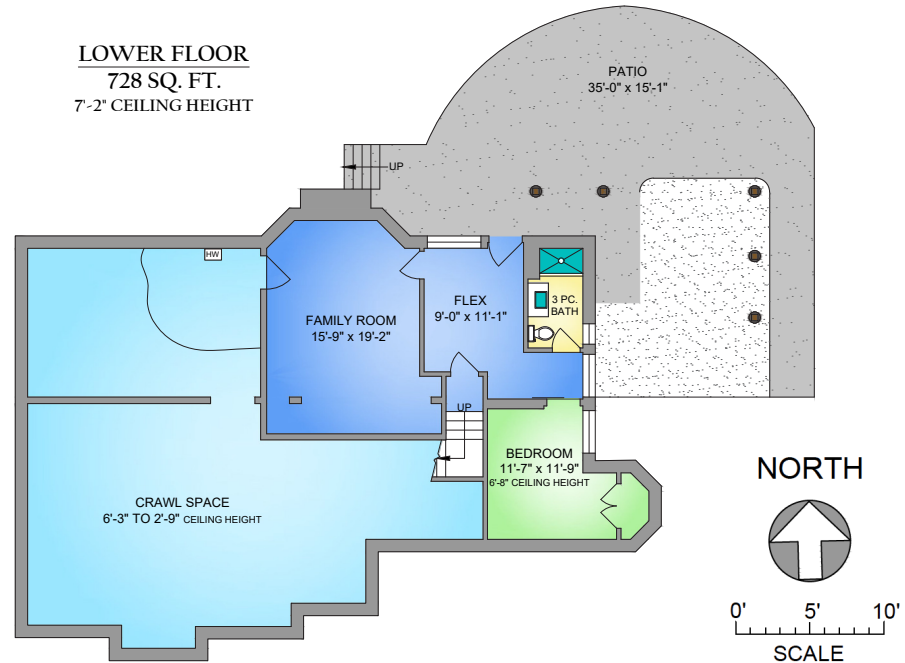 LOWER FLOOR
728 SQ. FT.
7'-2" CEILING HEIGHT
PATIO
35'-0" x 15'-1"
UP
HW
FAMILY ROOM
15'-9" x 19'-2"
FLEX
9'-0" x 11'-1"
3 PC.
BATH
UP
BEDROOM
11'-7" x 11'-9"
6'-8" CEILING HEIGHT
CRAWL SPACE
6'-3" TO 2'-9" CEILING HEIGHT
NORTH
0' 5' 10'
SCALE